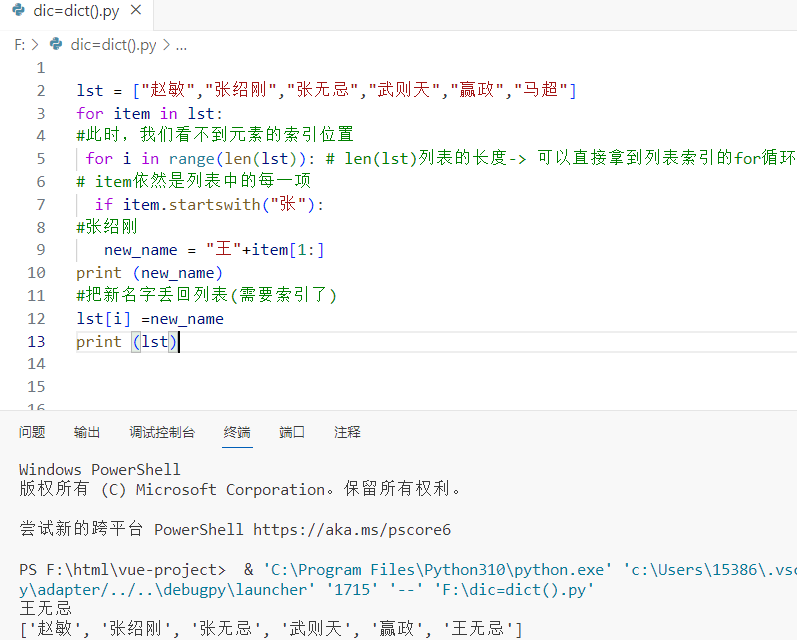 dic=dict().py ×
F: > dic=dict().py > ...
1
2 lst = ["赵敏","张绍刚","张无忌","武则天","嬴政","马超"]
3 for item in lst:
4 #此时，我们看不到元素的索引位置
5 for i in range(len(lst)): # len(lst)列表的长度-> 可以直接拿到列表索引的for循环
6 # item依然是列表中的每一项
7 if item.startswith("张"):
8 #张绍刚
9 new_name = "王"+item[1:]
10 print (new_name)
11 #把新名字丢回列表(需要索引了)
12 lst[i] =new_name
13 print (lst)
14
15
16
问题 输出 调试控制台 终端 端口 注释
Windows PowerShell
版权所有 (C) Microsoft Corporation。保留所有权利。
尝试新的跨平台 PowerShell https://aka.ms/pscore6
PS F:\html\vue-project> & 'C:\Program Files\Python310\python.exe' 'c:\Users\15386\.vsc
y\adapter/../..\debugpy\launcher' '1715' '--' 'F:\dic=dict().py'
王无忌
['赵敏', '张绍刚', '张无忌', '武则天', '嬴政', '王无忌']